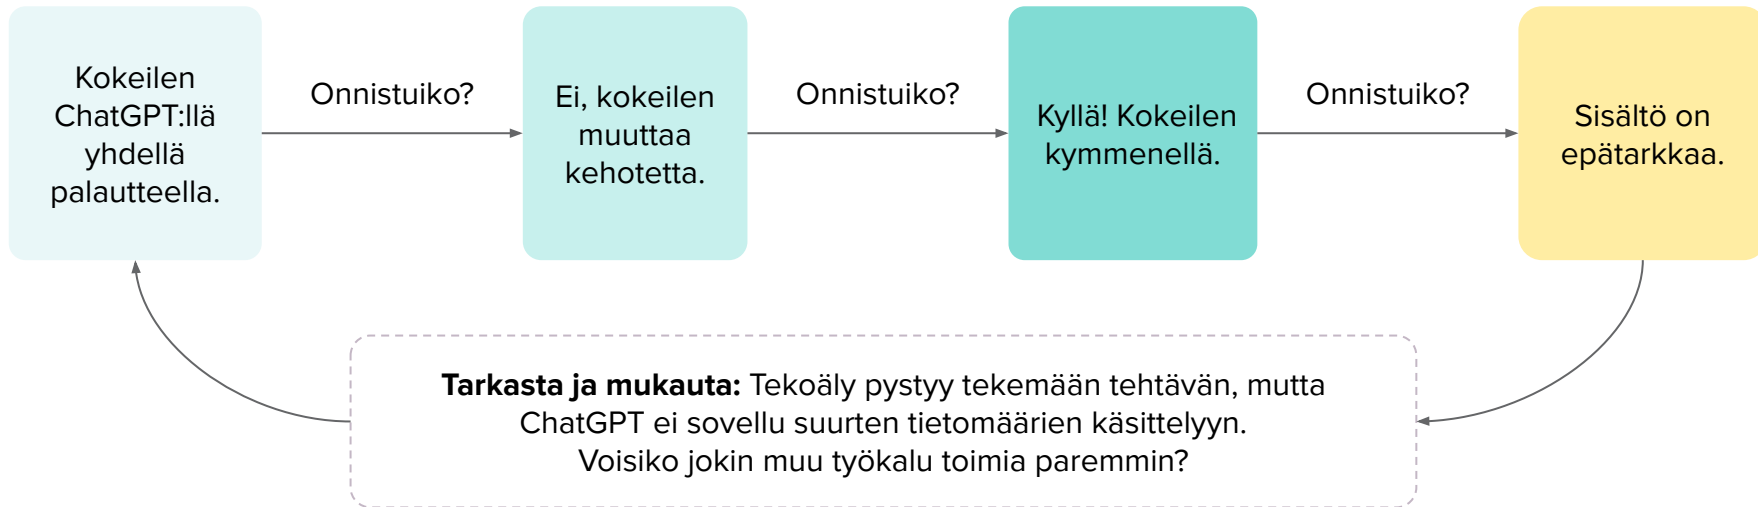 Kokeilen
ChatGPT:llä
yhdellä
palautteella.
Onnistuiko?
Ei, kokeilen
muuttaa
kehotetta.
Onnistuiko?
Kyllä! Kokeilen
kymmenellä.
Onnistuiko?
Sisältö on
epätarkkaa.
Tarkasta ja mukauta: Tekoäly pystyy tekemään tehtävän, mutta
ChatGPT ei sovellu suurten tietomäärien käsittelyyn.
Voisiko jokin muu työkalu toimia paremmin?